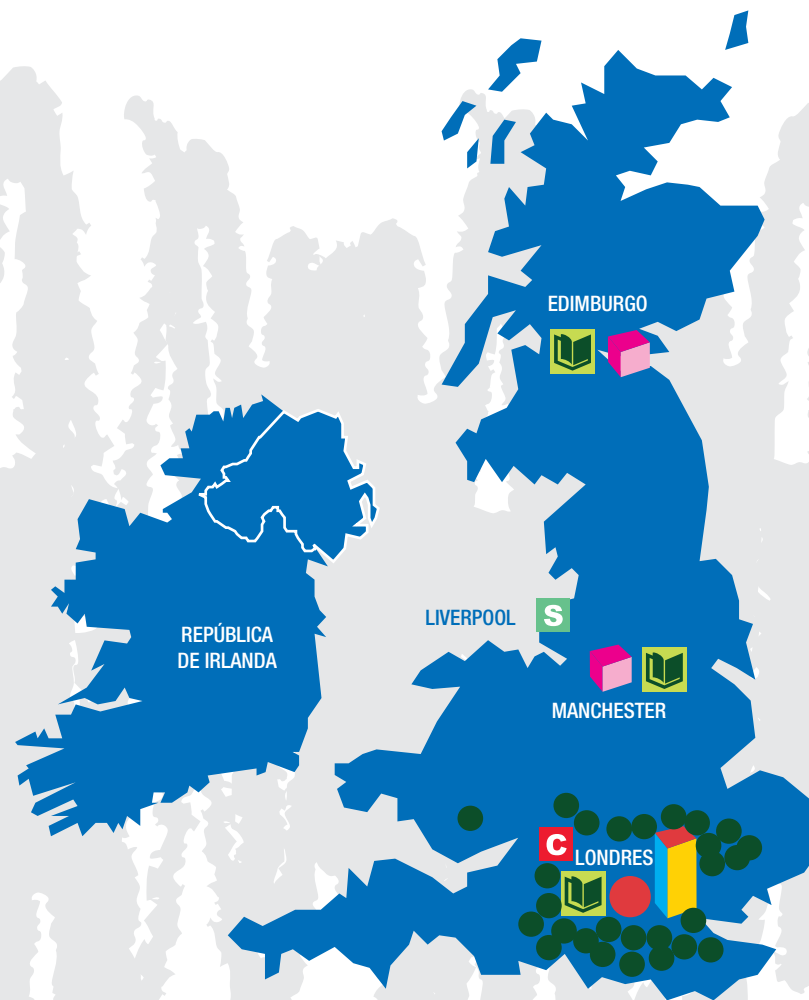 EDIMBURGO
REPÚBLICA
DE IRLANDA
LIVERPOOL
S
MANCHESTER
C
LONDRES